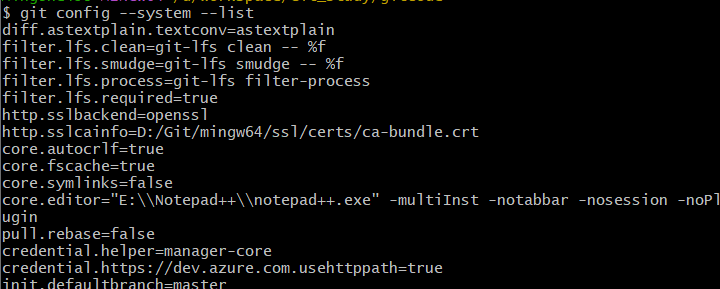 $ git config --system --list
diff.astextplain.textconv=astextplain
filter.lfs.clean=git-lfs clean -- %f
filter.lfs.smudge=git-lfs smudge -- %f
filter.lfs.process=git-lfs filter-process
filter.lfs.required=true
http.sslbackend=openssl
http.sslcainfo=D:/Git/mingw64/ssl/certs/ca-bundle.crt
core.autocrlf=true
core.fscache=true
core.symlinks=false
core.editor="E:\\Notepad++\\notepad++.exe" -multiInst -notabbar -nosession -noPl
ugin
pull.rebase=false
credential.helper=manager-core
credential.https://dev.azure.com.usehttppath=true
init.defaultbranch=master